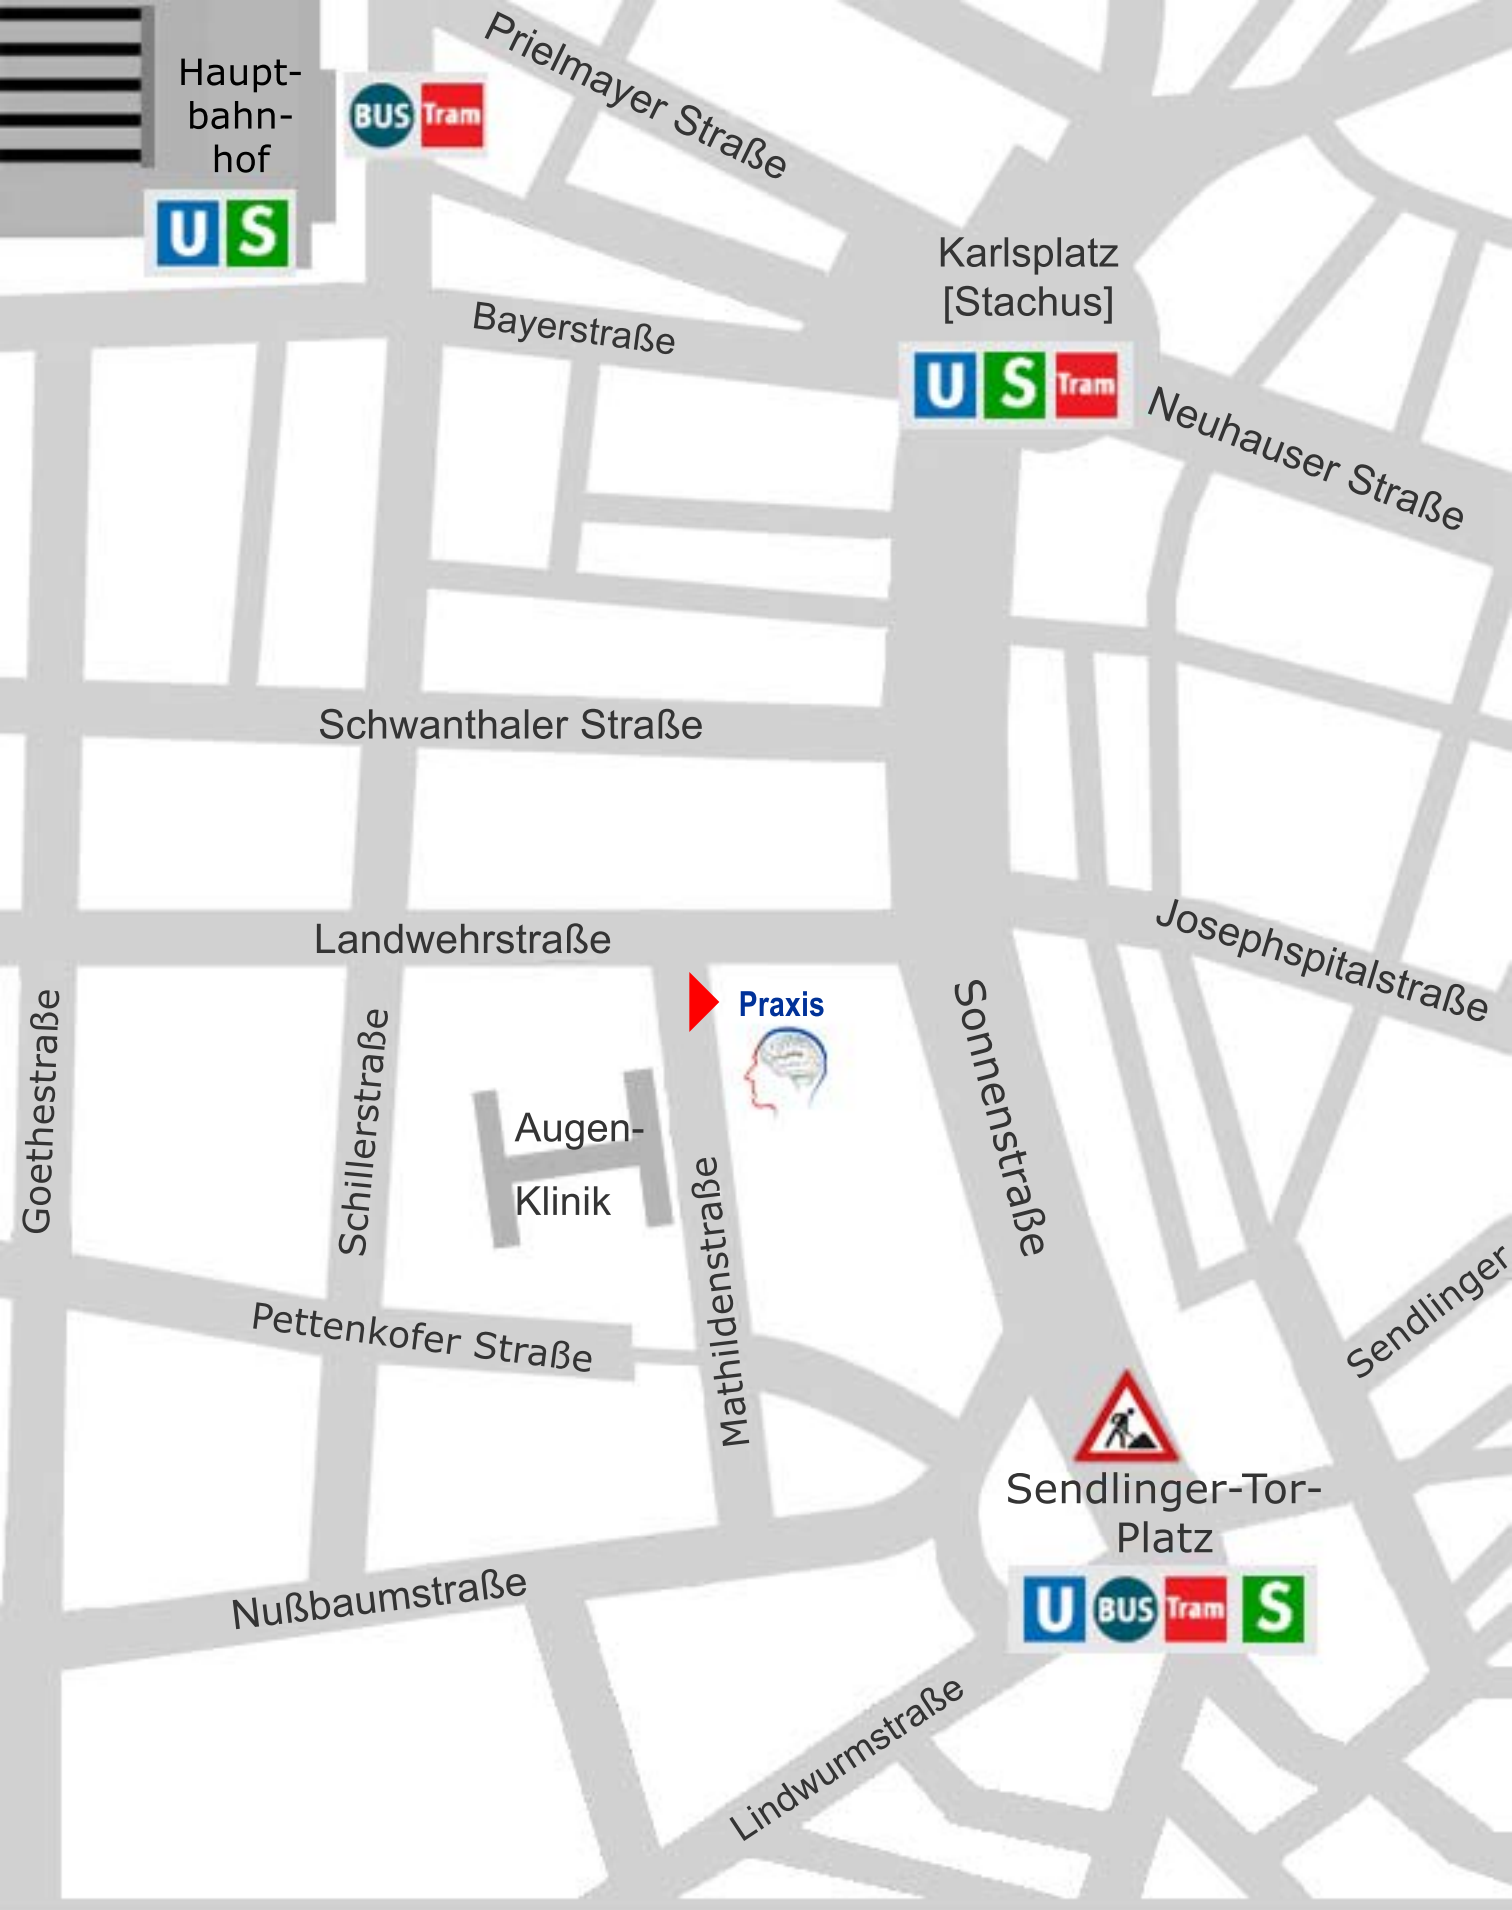 Prielmayer Straße
Haupt-
bahn-
hof
BUS
Tram
U
S
Karlsplatz
[Stachus]
U
S
Tram
Bayerstraße
Neuhauser Straße
Schwanthaler Straße
Landwehrstraße
Josephspitalstraße
Praxis
Goethestraße
Schillerstraße
Augen-
Klinik
Mathildenstraße
Sonnenstraße
Sendlinger
Pettenkofer Straße
Sendlinger-Tor-
Platz
U
BUS
Tram
S
Nußbaumstraße
Lindwurmstraße